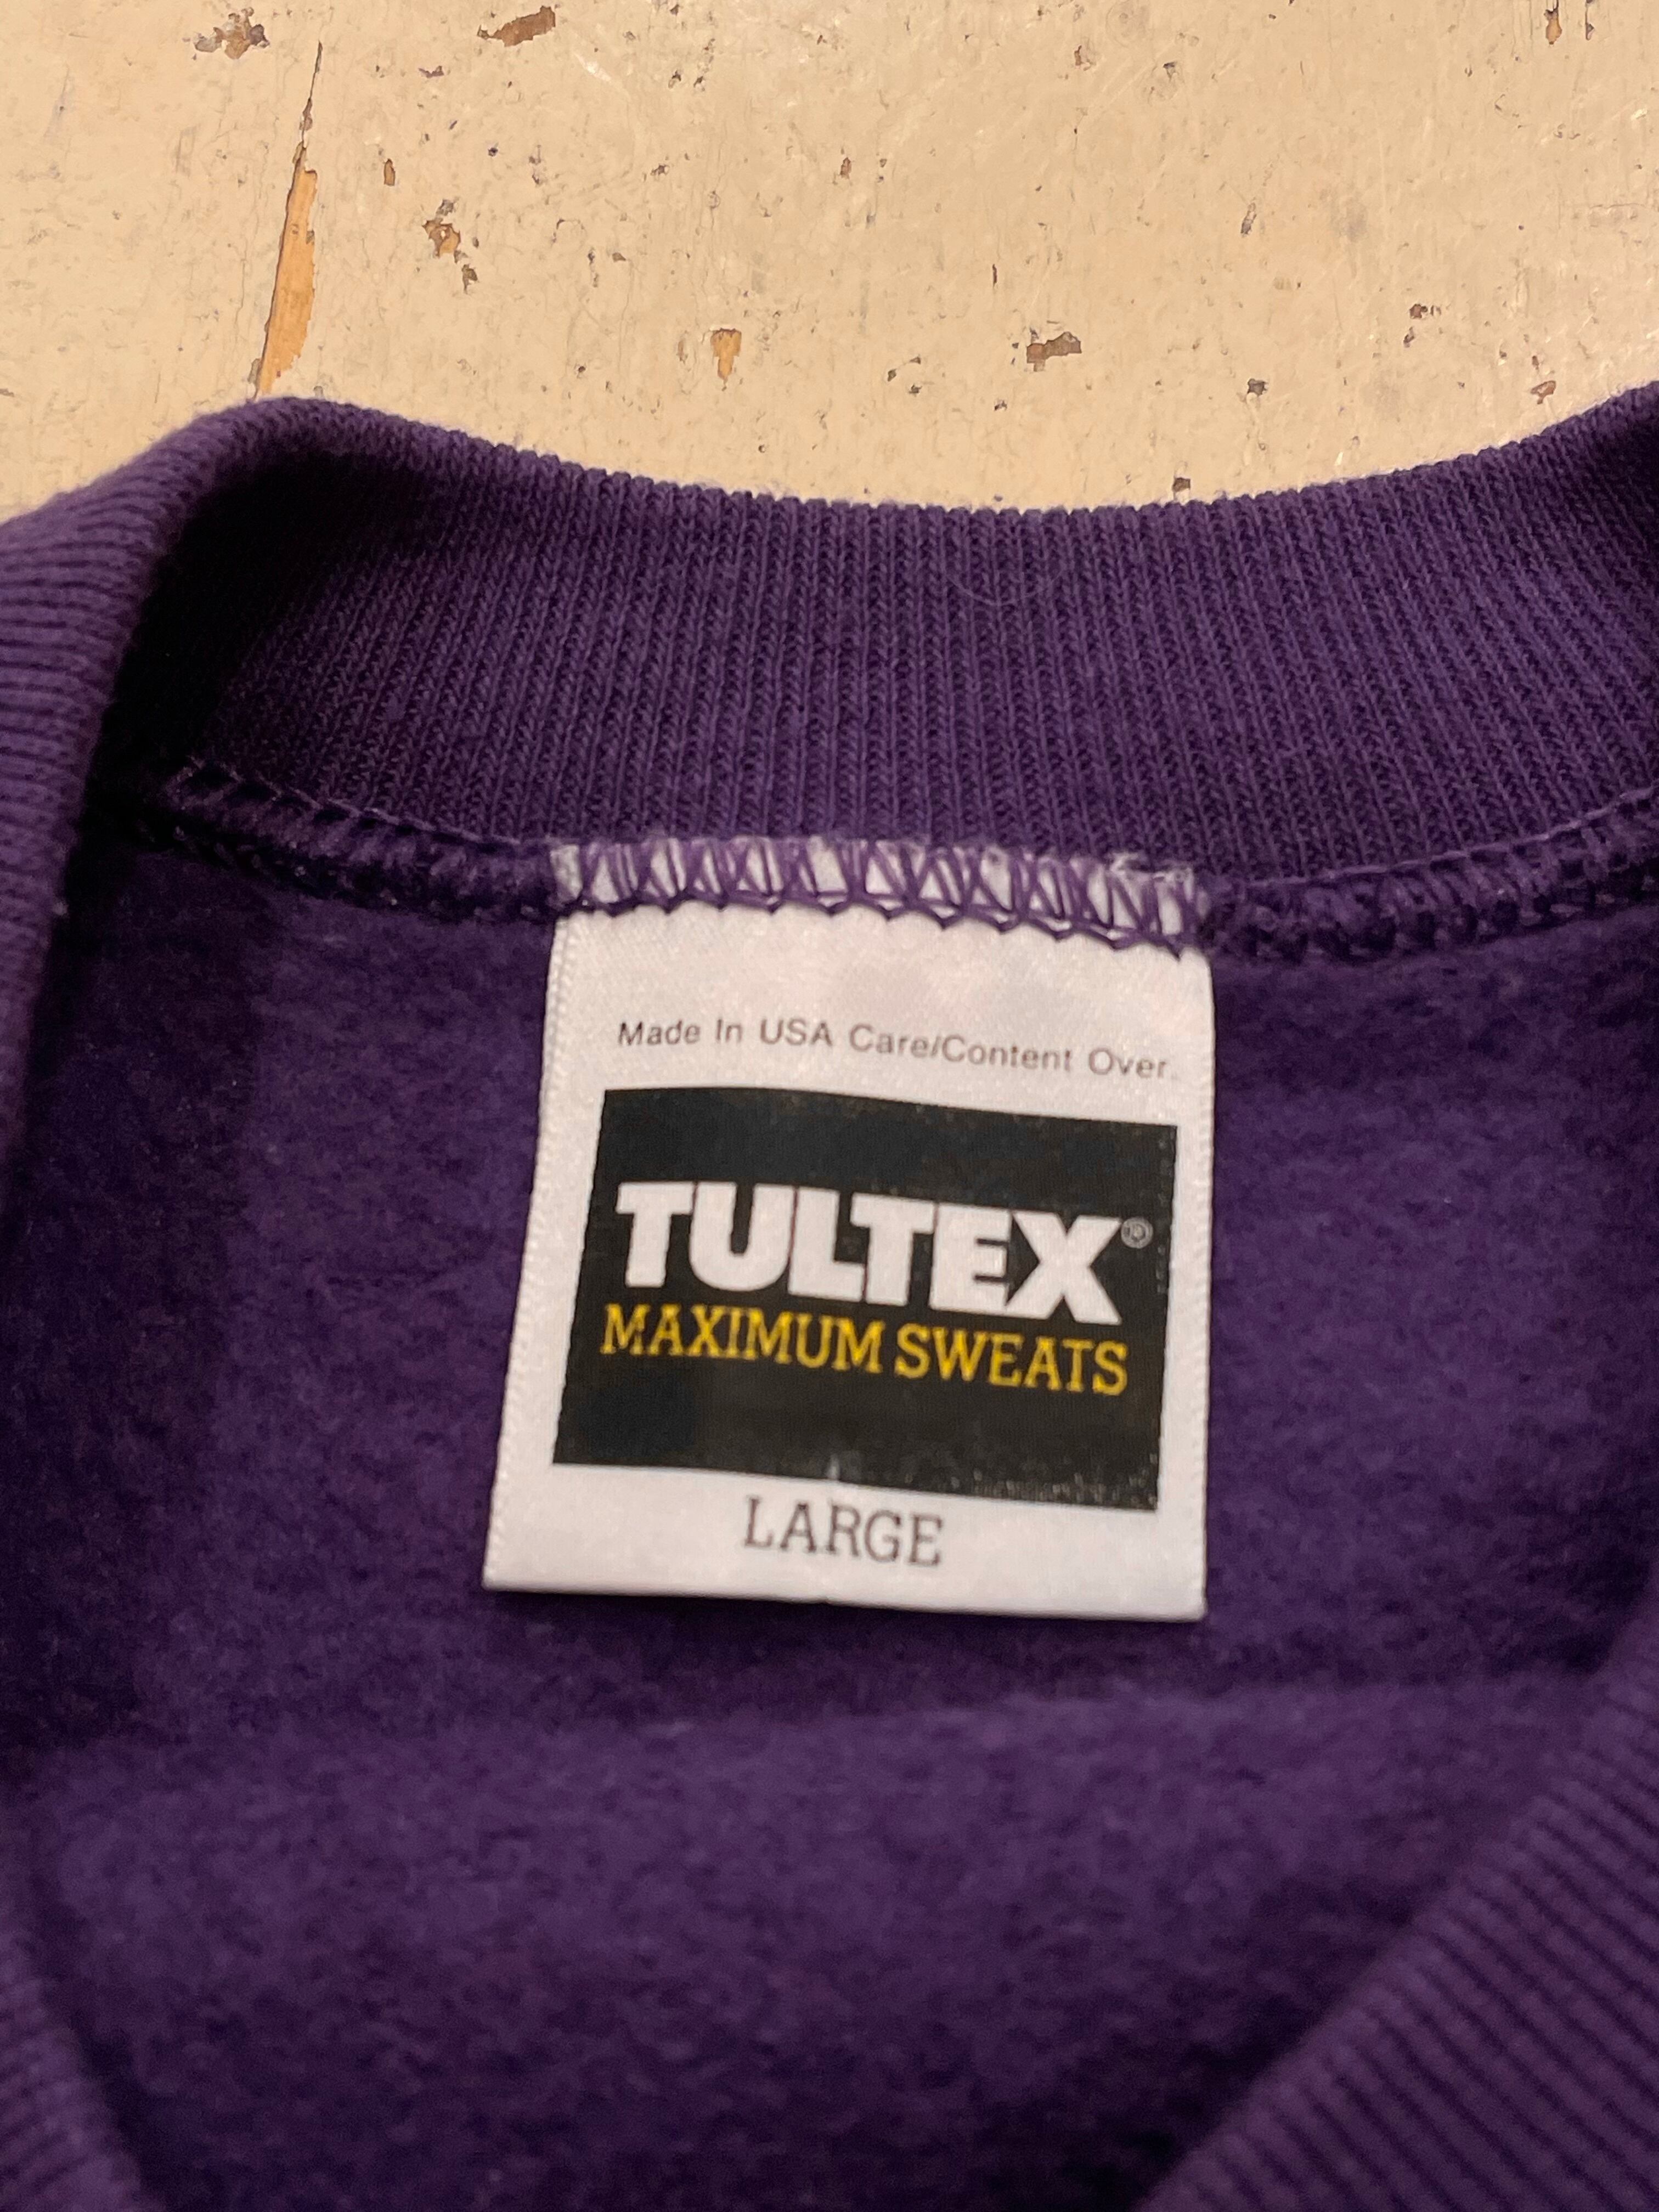 Made In USA Care/Content Over.
TULTEX®
MAXIMUM SWEATS
LARGE